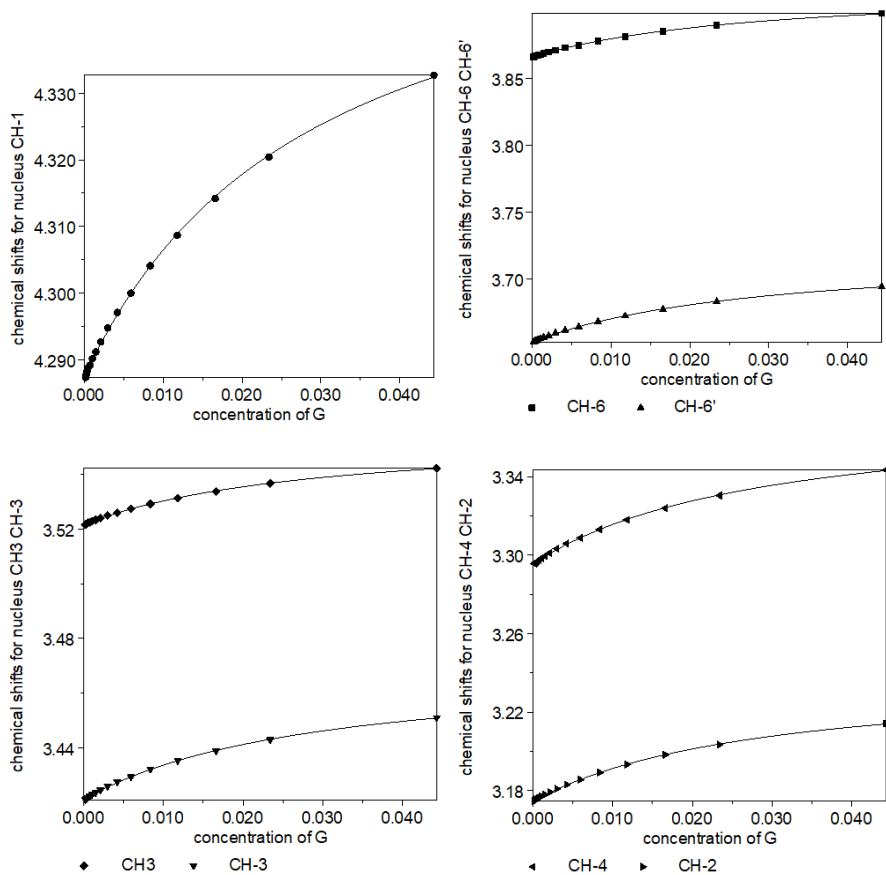 chemical shifts for nucleus CH-1
4.330
4.320
4.310
4.300
4.290
0.000 0.010 0.020 0.030 0.040
concentration of G
chemical shifts for nucleus CH-6 CH-6'
3.85
3.80
3.75
3.70
0.000 0.010 0.020 0.030 0.040
concentration of G
CH-6 CH-6'
chemical shifts for nucleus CH3 CH-3
3.52
3.48
3.44
0.000 0.010 0.020 0.030 0.040
concentration of G
CH3 CH-3
chemical shifts for nucleus CH-4 CH-2
3.34
3.30
3.26
3.22
3.18
0.000 0.010 0.020 0.030 0.040
concentration of G
CH-4 CH-2